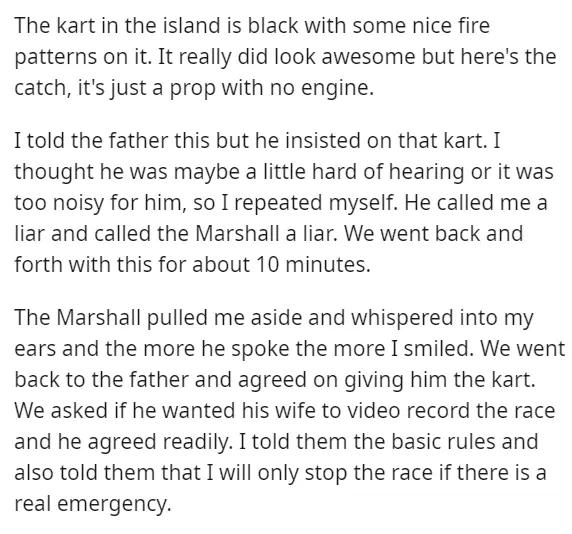 The kart in the island is black with some nice fire
patterns on it. It really did look awesome but here's the
catch, it's just a prop with no engine.
I told the father this but he insisted on that kart. I
thought he was maybe a little hard of hearing or it was
too noisy for him, so I repeated myself. He called me a
liar and called the Marshall a liar. We went back and
forth with this for about 10 minutes.
The Marshall pulled me aside and whispered into my
ears and the more he spoke the more I smiled. We went
back to the father and agreed on giving him the kart.
We asked if he wanted his wife to video record the race
and he agreed readily. I told them the basic rules and
also told them that I will only stop the race if there is a
real emergency.